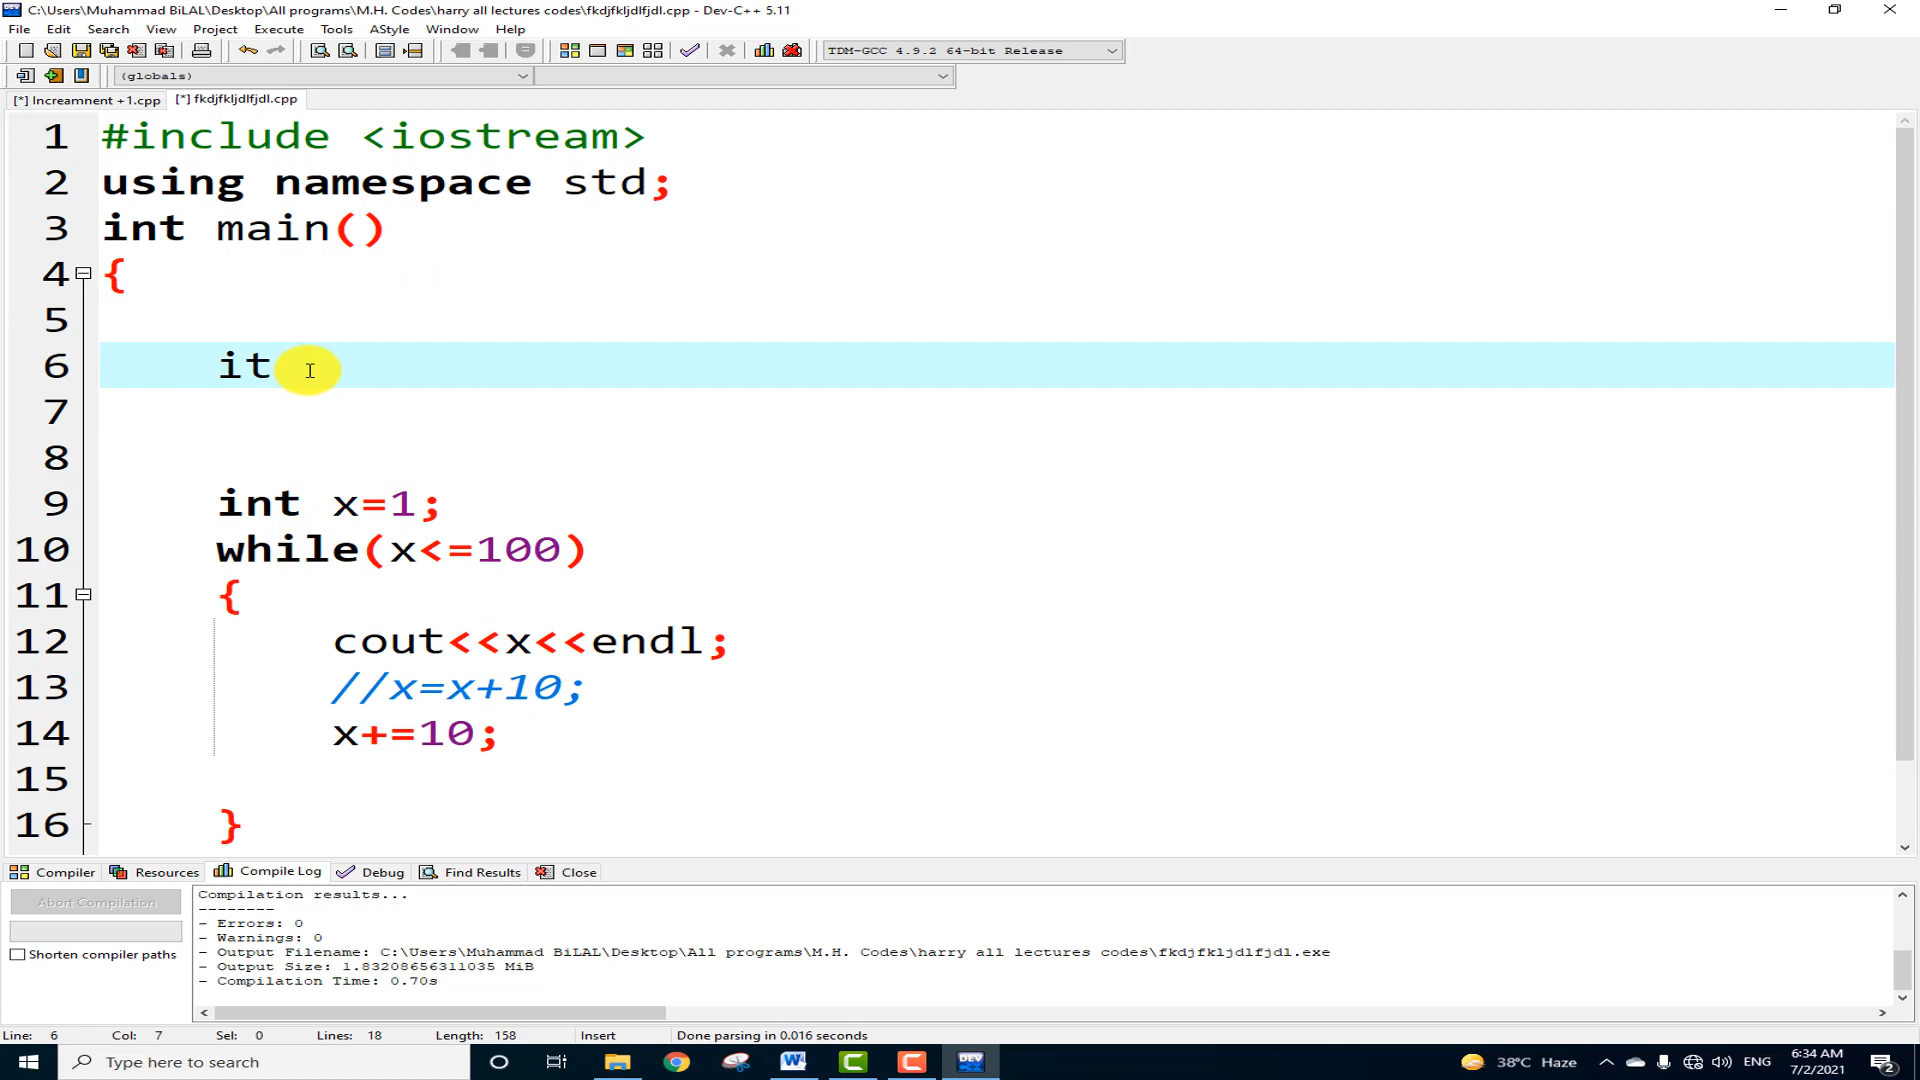 C:\Users\Muhammad BiLAL\Desktop\All programs\M.H. Codes\harry all lectures codes\fkdjfkljdlfjdl.cpp - Dev-C++ 5.11
File Edit Search View Project Execute Tools AStyle Window Help
TDM-GCC 4.9.2 64-bit Release
(globals)
[*] Increamnent +1.cpp [*] fkdjfkljdlfjdl.cpp
1 #include <iostream>
2 using namespace std;
3 int main()
4 {
5
6 it
7
8
9 int x=1;
10 while(x<=100)
11 {
12 cout<<x<<endl;
13 //x=x+10;
14 x+=10;
15
16 }
Compiler Resources Compile Log Debug Find Results Close
Abort Compilation
Shorten compiler paths
Compilation results...
--------
- Errors: 0
- Warnings: 0
- Output Filename: C:\Users\Muhammad BiLAL\Desktop\All programs\M.H. Codes\harry all lectures codes\fkdjfkljdlfjdl.exe
- Output Size: 1.83208656311035 MiB
- Compilation Time: 0.70s
Line: 6 Col: 7 Sel: 0 Lines: 18 Length: 158 Insert Done parsing in 0.016 seconds
Type here to search
DEV
38°C Haze
ENG
6:34 AM
7/2/2021
2